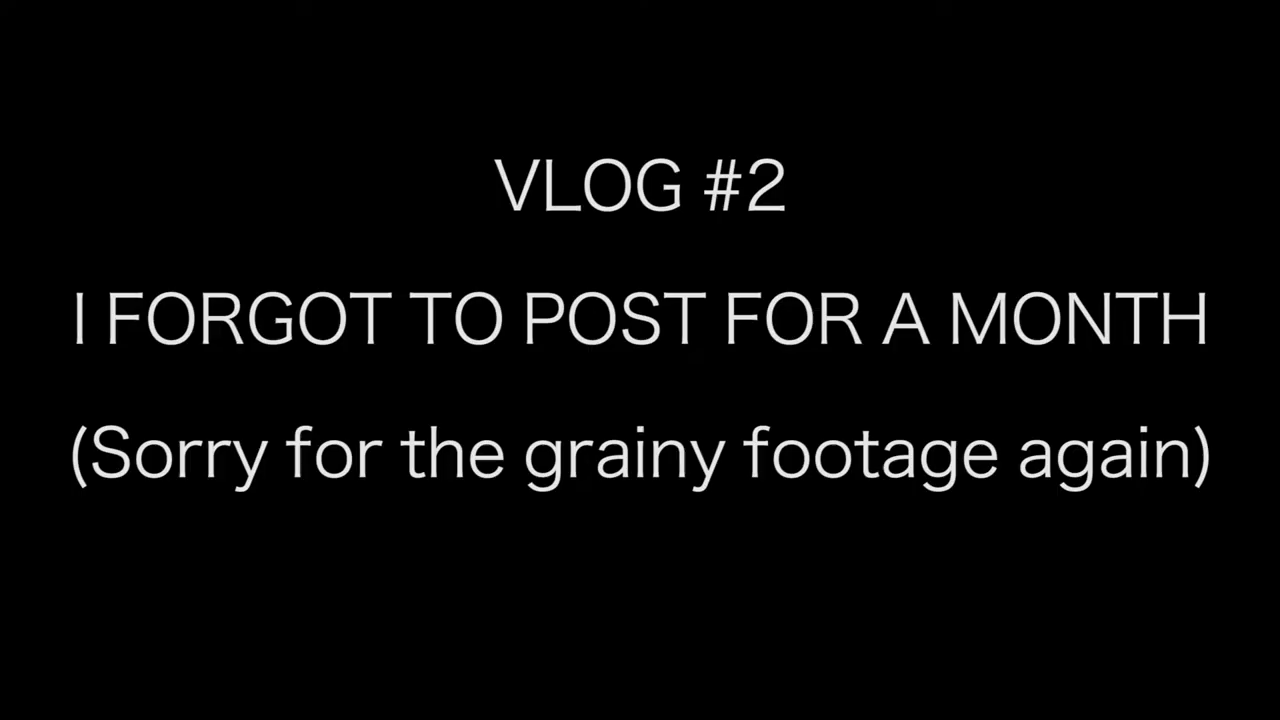 VLOG #2
I FORGOT TO POST FOR A MONTH
(Sorry for the grainy footage again)